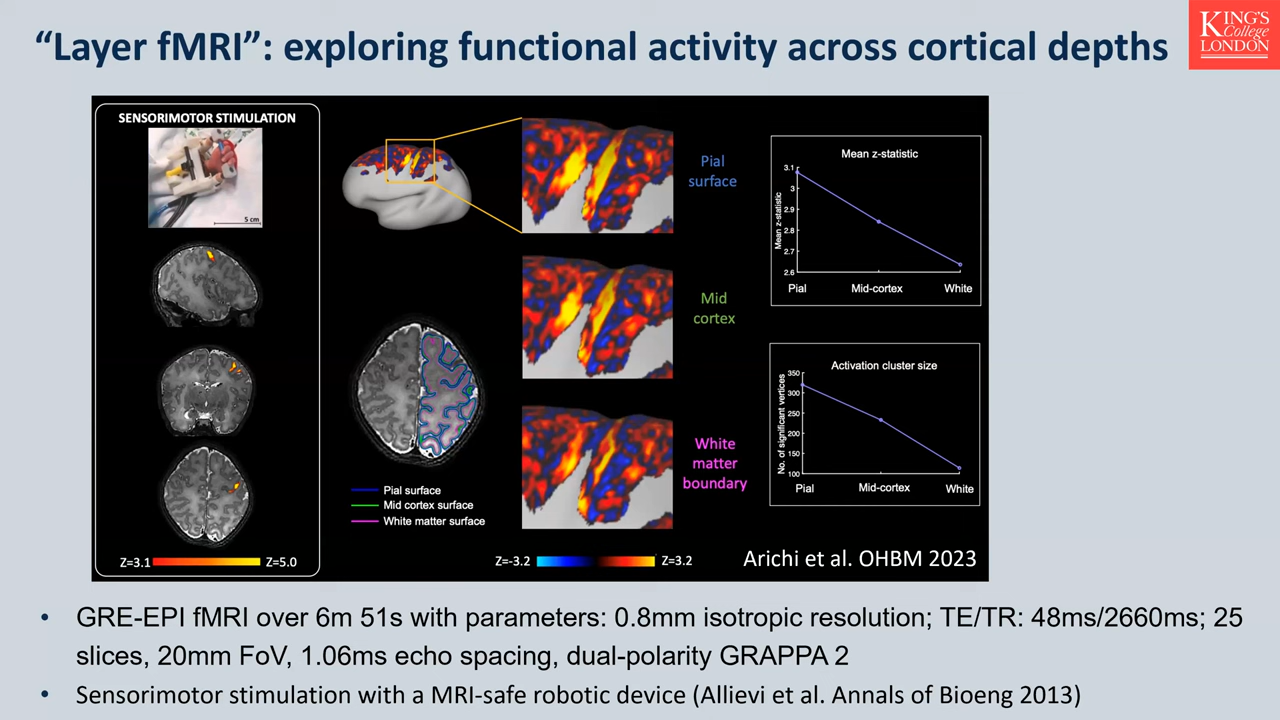 “Layer fMRI”: exploring functional activity across cortical depths
KING'S
College
LONDON
SENSORIMOTOR STIMULATION
5 cm
Z=3.1
Z=5.0
Pial surface
Mid cortex surface
White matter surface
Pial
surface
Mid
cortex
White
matter
boundary
Z=-3.2
Z=3.2
Mean z-statistic
Mean z-statistic
3.1
3
2.9
2.8
2.7
2.6
Pial
Mid-cortex
White
Activation cluster size
No. of significant vertices
350
300
250
200
150
100
Pial
Mid-cortex
White
Arichi et al. OHBM 2023
• GRE-EPI fMRI over 6m 51s with parameters: 0.8mm isotropic resolution; TE/TR: 48ms/2660ms; 25
slices, 20mm FoV, 1.06ms echo spacing, dual-polarity GRAPPA 2
• Sensorimotor stimulation with a MRI-safe robotic device (Allievi et al. Annals of Bioeng 2013)